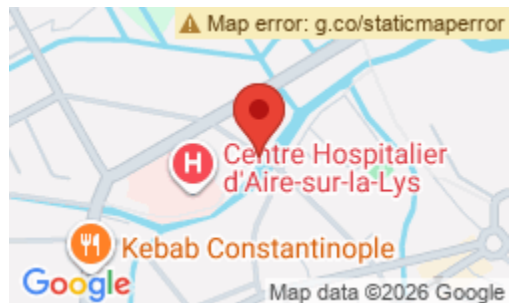 Map error: g.co/staticmaperror
H
Centre Hospitalier
d'Aire-sur-la-Lys
Kebab Constantinople
Google
Map data ©2026 Google